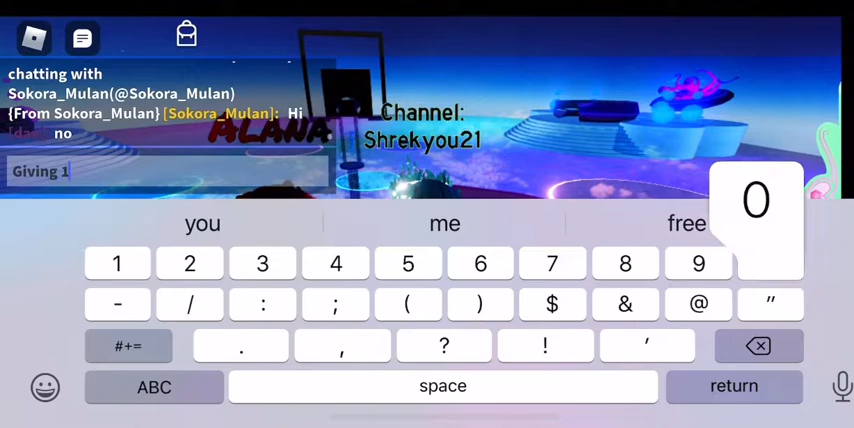 chatting with
Sokora_Mulan(@Sokora_Mulan)
{From Sokora_Mulan} [Sokora_Mulan]: Hi
no
Giving 1
ALANA
Channel:
Shrekyou21
you me free
0
1 2 3 4 5 6 7 8 9
- / : ; ( ) $ & @ "
#+= . , ? ! '
ABC space return